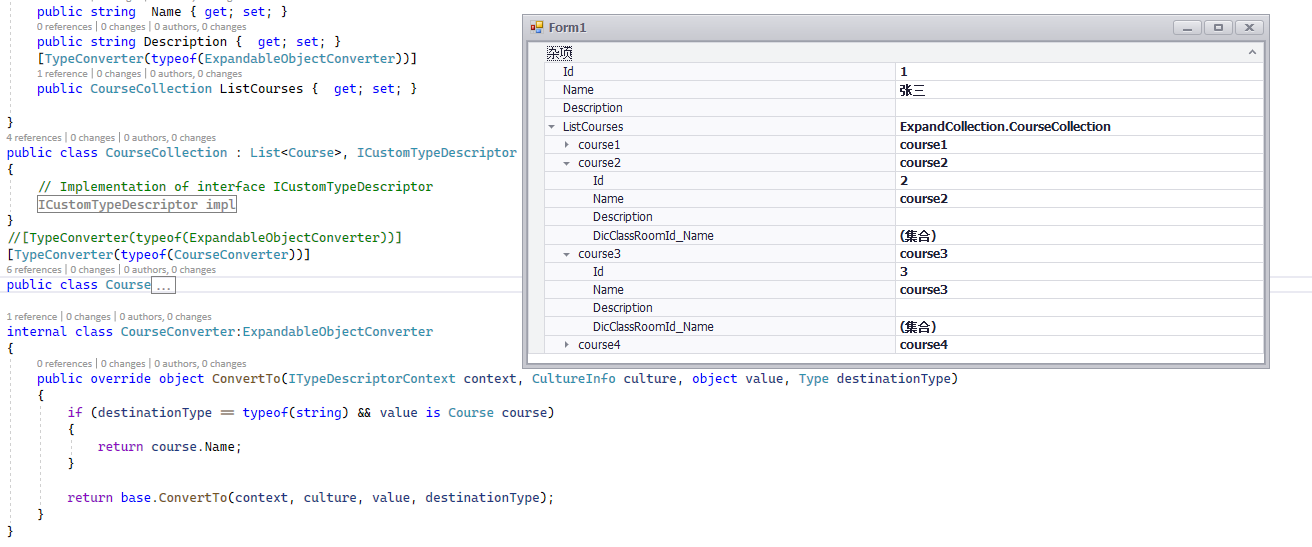 public string Name { get; set; }
0 references | 0 changes | 0 authors, 0 changes
public string Description { get; set; }
[TypeConverter(typeof(ExpandableObjectConverter))]
1 reference | 0 changes | 0 authors, 0 changes
public CourseCollection ListCourses { get; set; }
}
4 references | 0 changes | 0 authors, 0 changes
public class CourseCollection : List<Course>, ICustomTypeDescriptor
{
// Implementation of interface ICustomTypeDescriptor
ICustomTypeDescriptor impl
}
//[TypeConverter(typeof(ExpandableObjectConverter))]
[TypeConverter(typeof(CourseConverter))]
6 references | 0 changes | 0 authors, 0 changes
public class Course...
1 reference | 0 changes | 0 authors, 0 changes
internal class CourseConverter:ExpandableObjectConverter
{
0 references | 0 changes | 0 authors, 0 changes
public override object ConvertTo(ITypeDescriptorContext context, CultureInfo culture, object value, Type destinationType)
{
if (destinationType == typeof(string) && value is Course course)
{
return course.Name;
}
return base.ConvertTo(context, culture, value, destinationType);
}
}
Form1
杂项
Id 1
Name 张三
Description
ListCourses ExpandCollection.CourseCollection
course1 course1
course2 course2
Id 2
Name course2
Description
DicClassRoomId_Name (集合)
course3 course3
Id 3
Name course3
Description
DicClassRoomId_Name (集合)
course4 course4